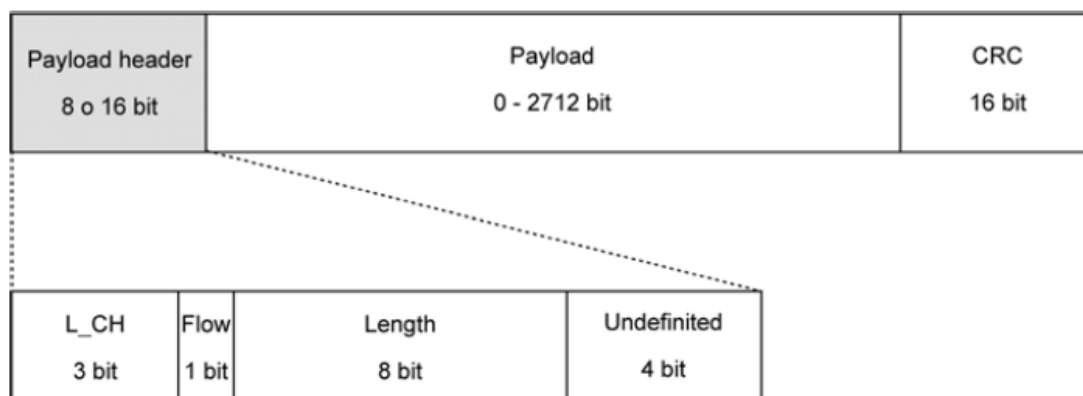 Payload header
8 o 16 bit
Payload
0 - 2712 bit
CRC
16 bit
L_CH
3 bit
Flow
1 bit
Length
8 bit
Undefinited
4 bit